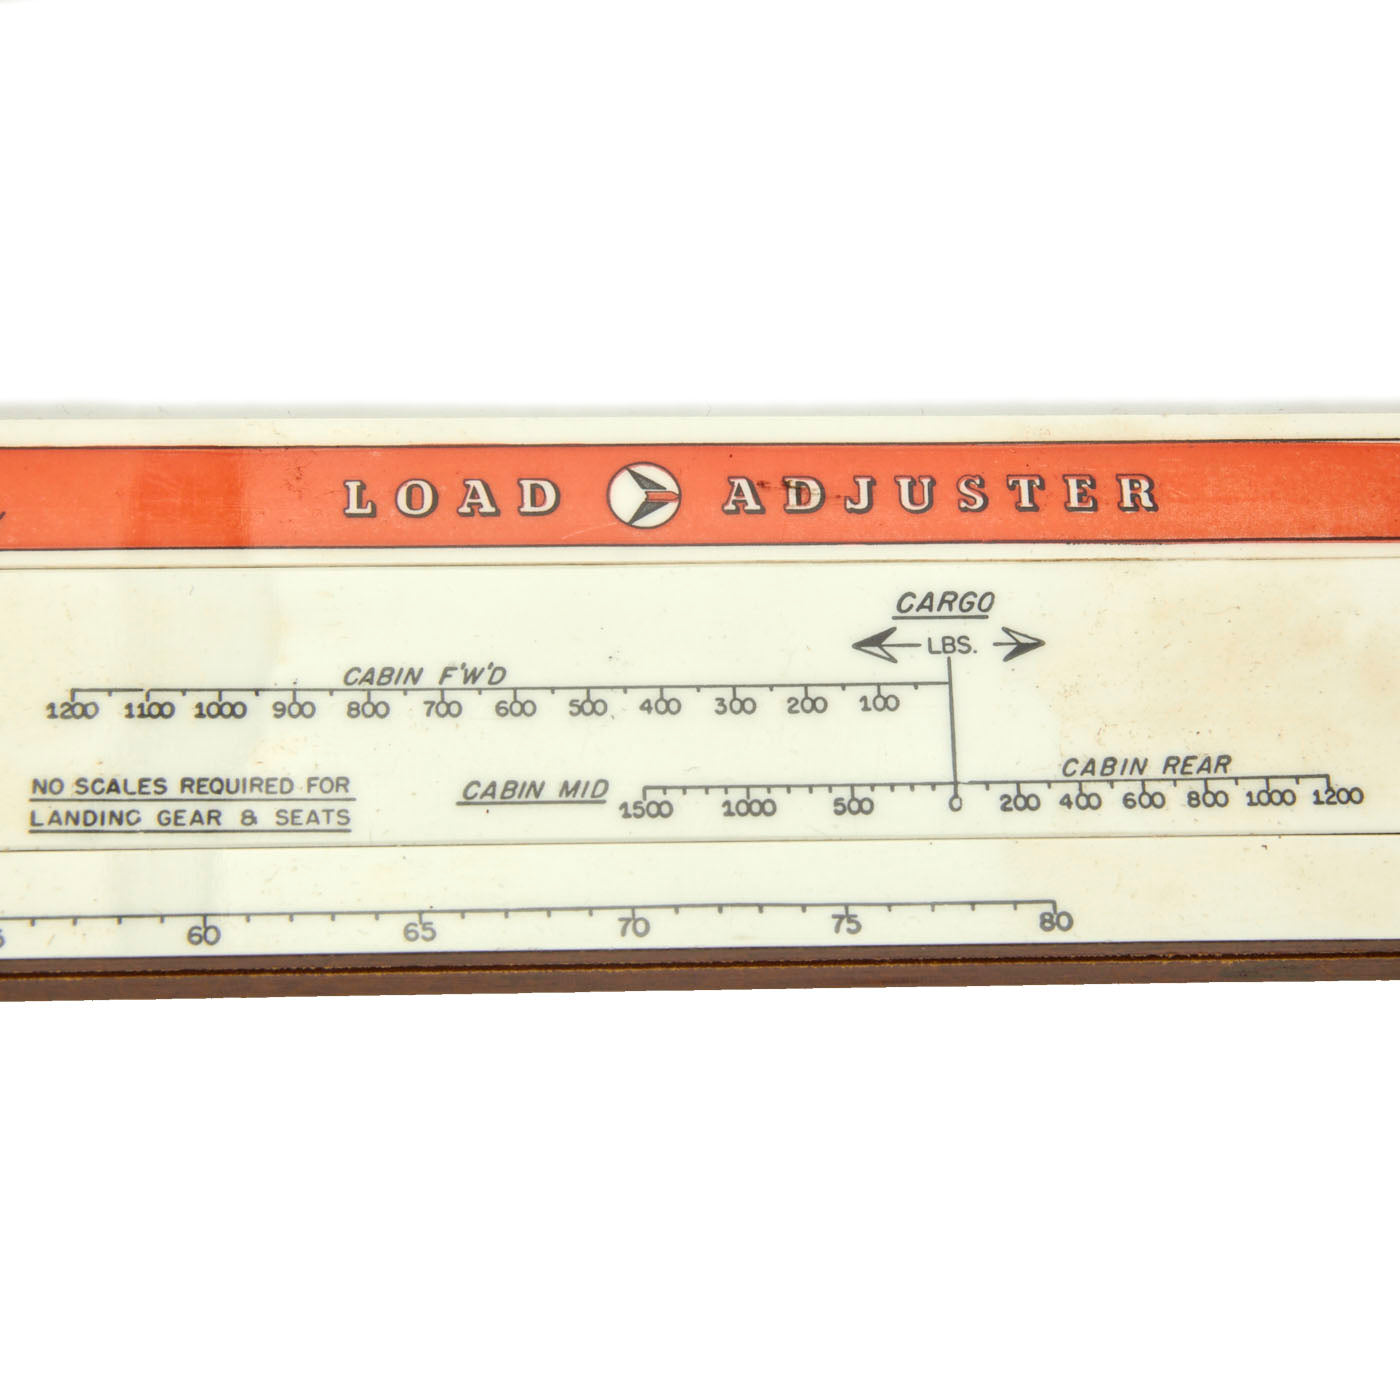 LOAD ADJUSTER
CARGO
LBS.
CABIN F'W'D
1200 1100 1000 900 800 700 600 500 400 300 200 100
CABIN REAR
NO SCALES REQUIRED FOR
LANDING GEAR & SEATS
CABIN MID
1500 1000 500 0 200 400 600 800 1000 1200
60 65 70 75 80